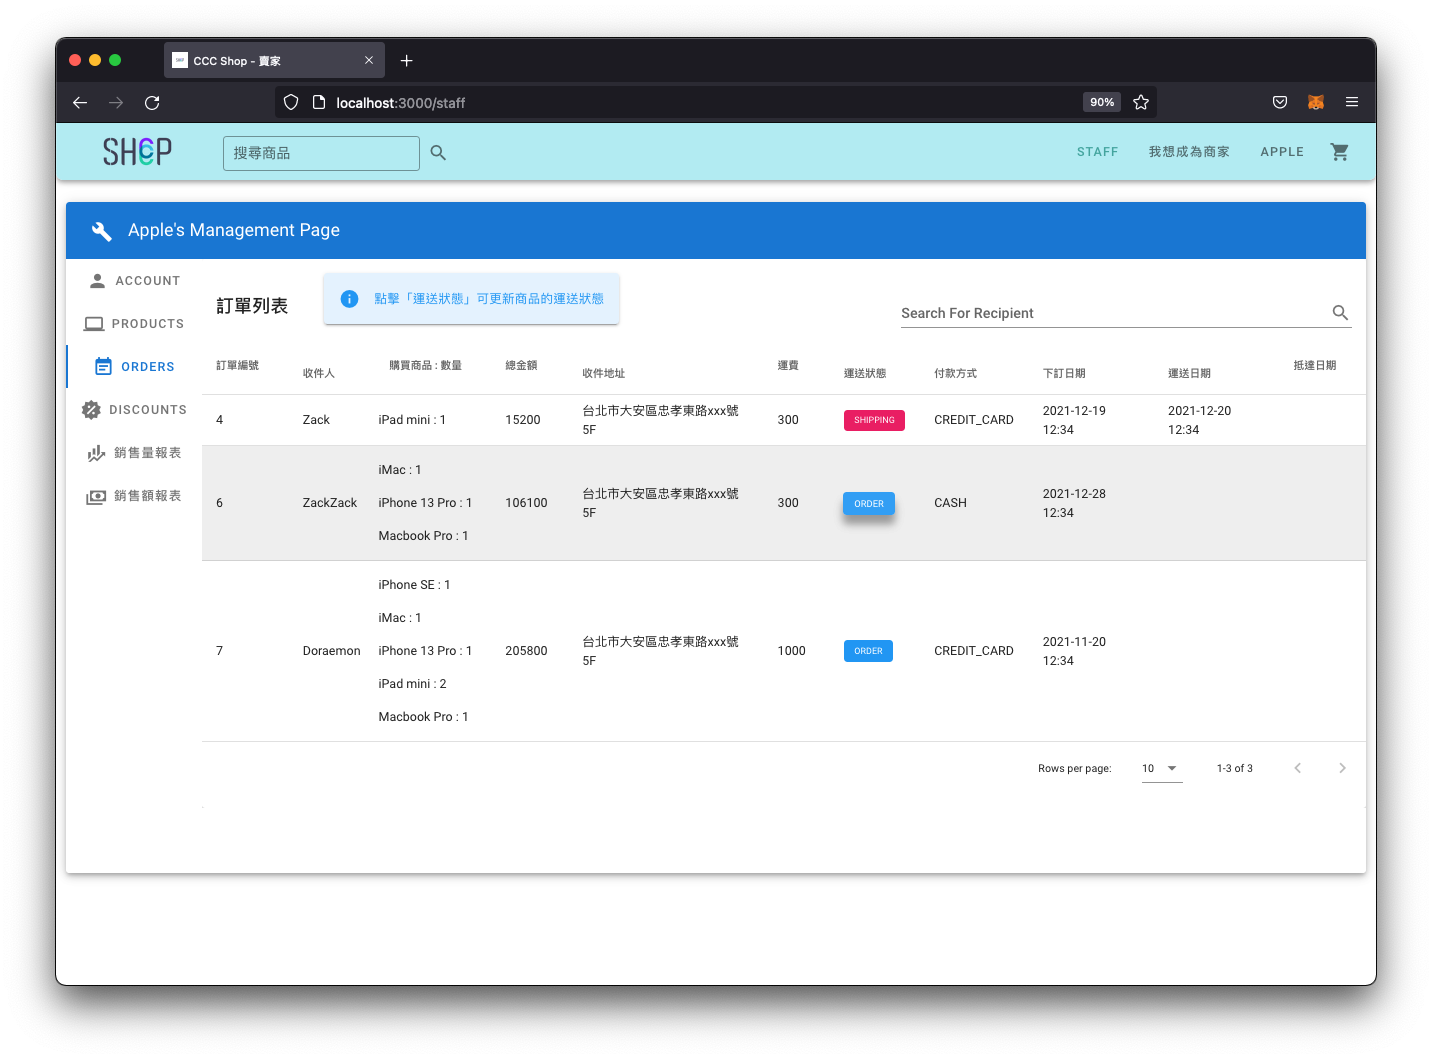 CCC Shop - 賣家
localhost:3000/staff
90%
SHCP
搜尋商品
STAFF
我想成為商家
APPLE
Apple's Management Page
ACCOUNT
PRODUCTS
ORDERS
DISCOUNTS
銷售量報表
銷售額報表
訂單列表
點擊「運送狀態」可更新商品的運送狀態
Search For Recipient
訂單編號 收件人 購買商品 : 數量 總金額 收件地址 運費 運送狀態 付款方式 下訂日期 運送日期 抵達日期
4 Zack iPad mini : 1 15200 台北市大安區忠孝東路xxx號 300 SHIPPING CREDIT_CARD 2021-12-19 2021-12-20
5F 12:34 12:34
iMac : 1
6 ZackZack iPhone 13 Pro : 1 106100 台北市大安區忠孝東路xxx號 300 ORDER CASH 2021-12-28
5F 12:34
Macbook Pro : 1
iPhone SE : 1
iMac : 1
7 Doraemon iPhone 13 Pro : 1 205800 台北市大安區忠孝東路xxx號 1000 ORDER CREDIT_CARD 2021-11-20
5F 12:34
iPad mini : 2
Macbook Pro : 1
Rows per page: 10 1-3 of 3